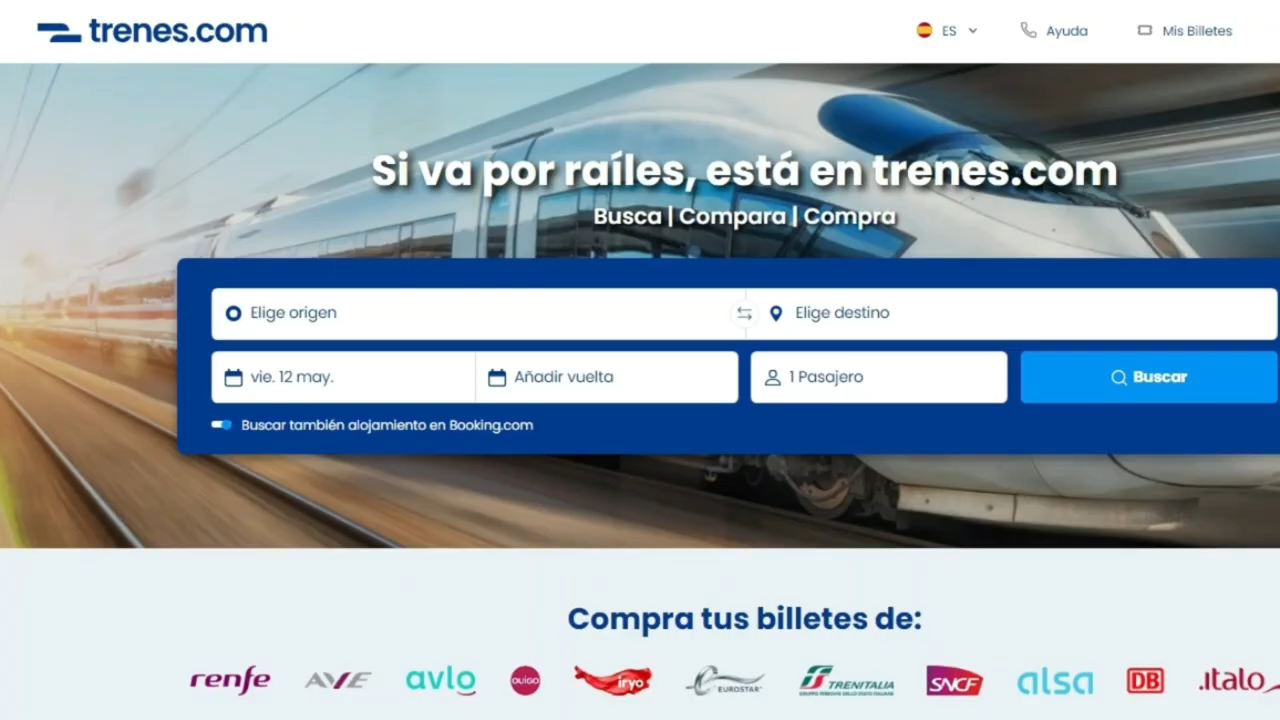 trenes.com
ES
Ayuda
Mis Billetes
Si va por raíles, está en trenes.com
Busca | Compara | Compra
Elige origen
Elige destino
vie. 12 may.
Añadir vuelta
1 Pasajero
Buscar
Buscar también alojamiento en Booking.com
Compra tus billetes de:
renfe
AVE
avlo
OUIGO
iryo
EUROSTAR
TRENITALIA
SNCF
alsa
DB
.italo